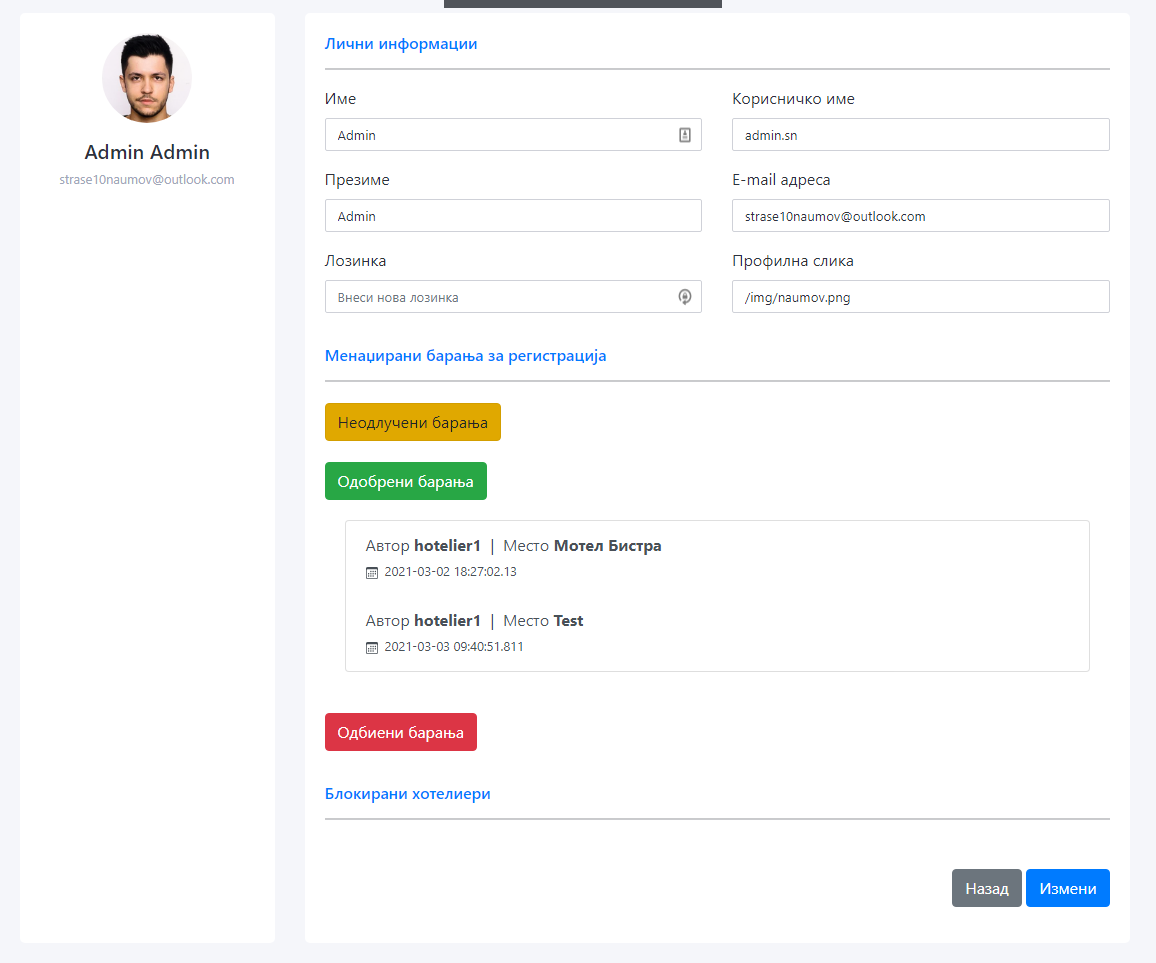 Admin Admin
strase10naumov@outlook.com
Лични информации
Име
Корисничко име
Admin
admin.sn
Презиме
E-mail адреса
Admin
strase10naumov@outlook.com
Лозинка
Профилна слика
Внеси нова лозинка
/img/naumov.png
Менаџирани барања за регистрација
Неодлучени барања
Одобрени барања
Автор hotelier1 | Место Мотел Бистра
2021-03-02 18:27:02.13
Автор hotelier1 | Место Test
2021-03-03 09:40:51.811
Одбиени барања
Блокирани хотелиери
Назад Измени